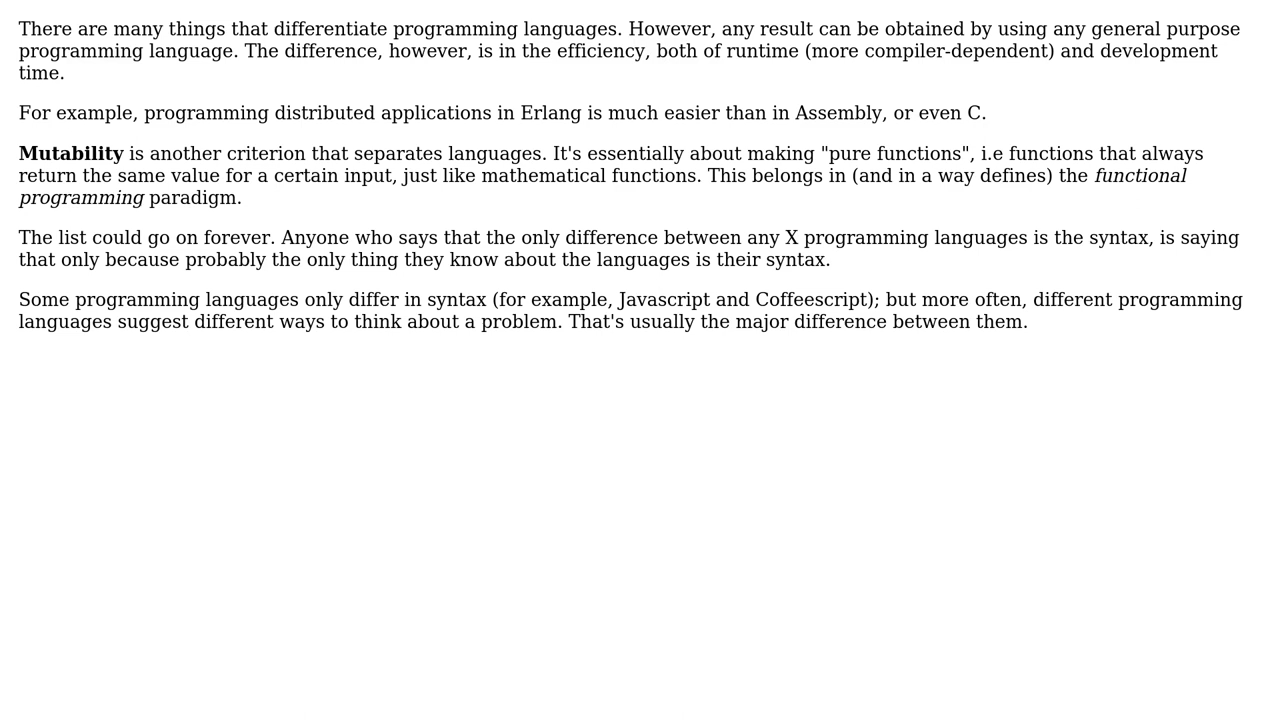 There are many things that differentiate programming languages. However, any result can be obtained by using any general purpose
programming language. The difference, however, is in the efficiency, both of runtime (more compiler-dependent) and development
time.
For example, programming distributed applications in Erlang is much easier than in Assembly, or even C.
Mutability is another criterion that separates languages. It's essentially about making "pure functions", i.e functions that always
return the same value for a certain input, just like mathematical functions. This belongs in (and in a way defines) the functional
programming paradigm.
The list could go on forever. Anyone who says that the only difference between any X programming languages is the syntax, is saying
that only because probably the only thing they know about the languages is their syntax.
Some programming languages only differ in syntax (for example, Javascript and Coffeescript); but more often, different programming
languages suggest different ways to think about a problem. That's usually the major difference between them.